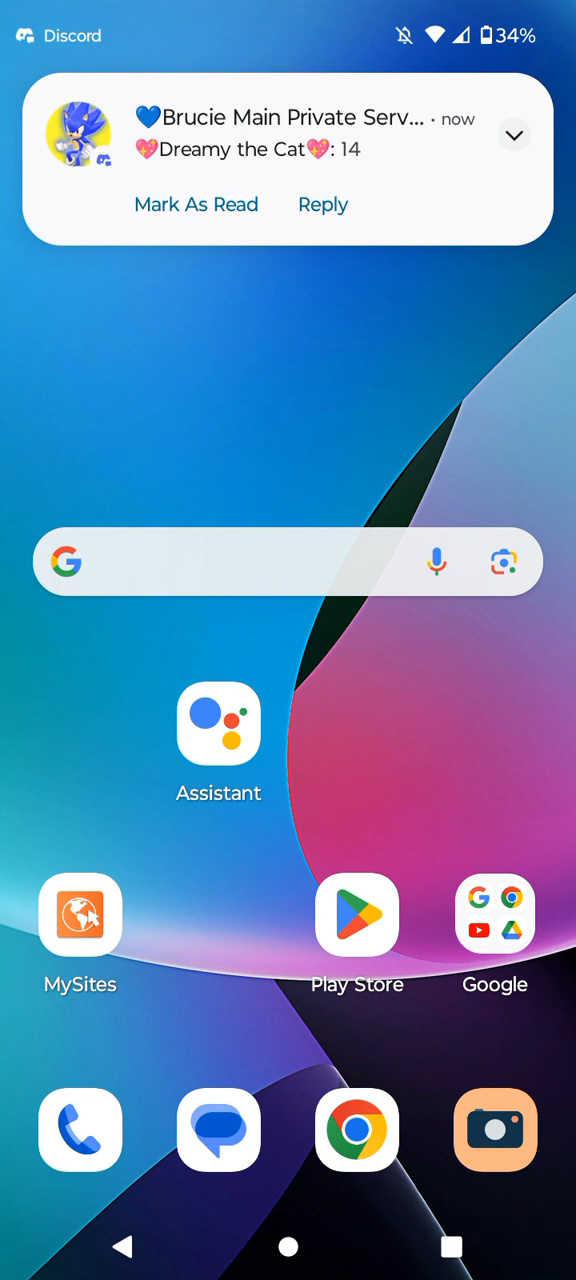 Discord
34%
💙Brucie Main Private Serv... • now
💖Dreamy the Cat💖: 14
Mark As Read Reply
Assistant
MySites Play Store Google